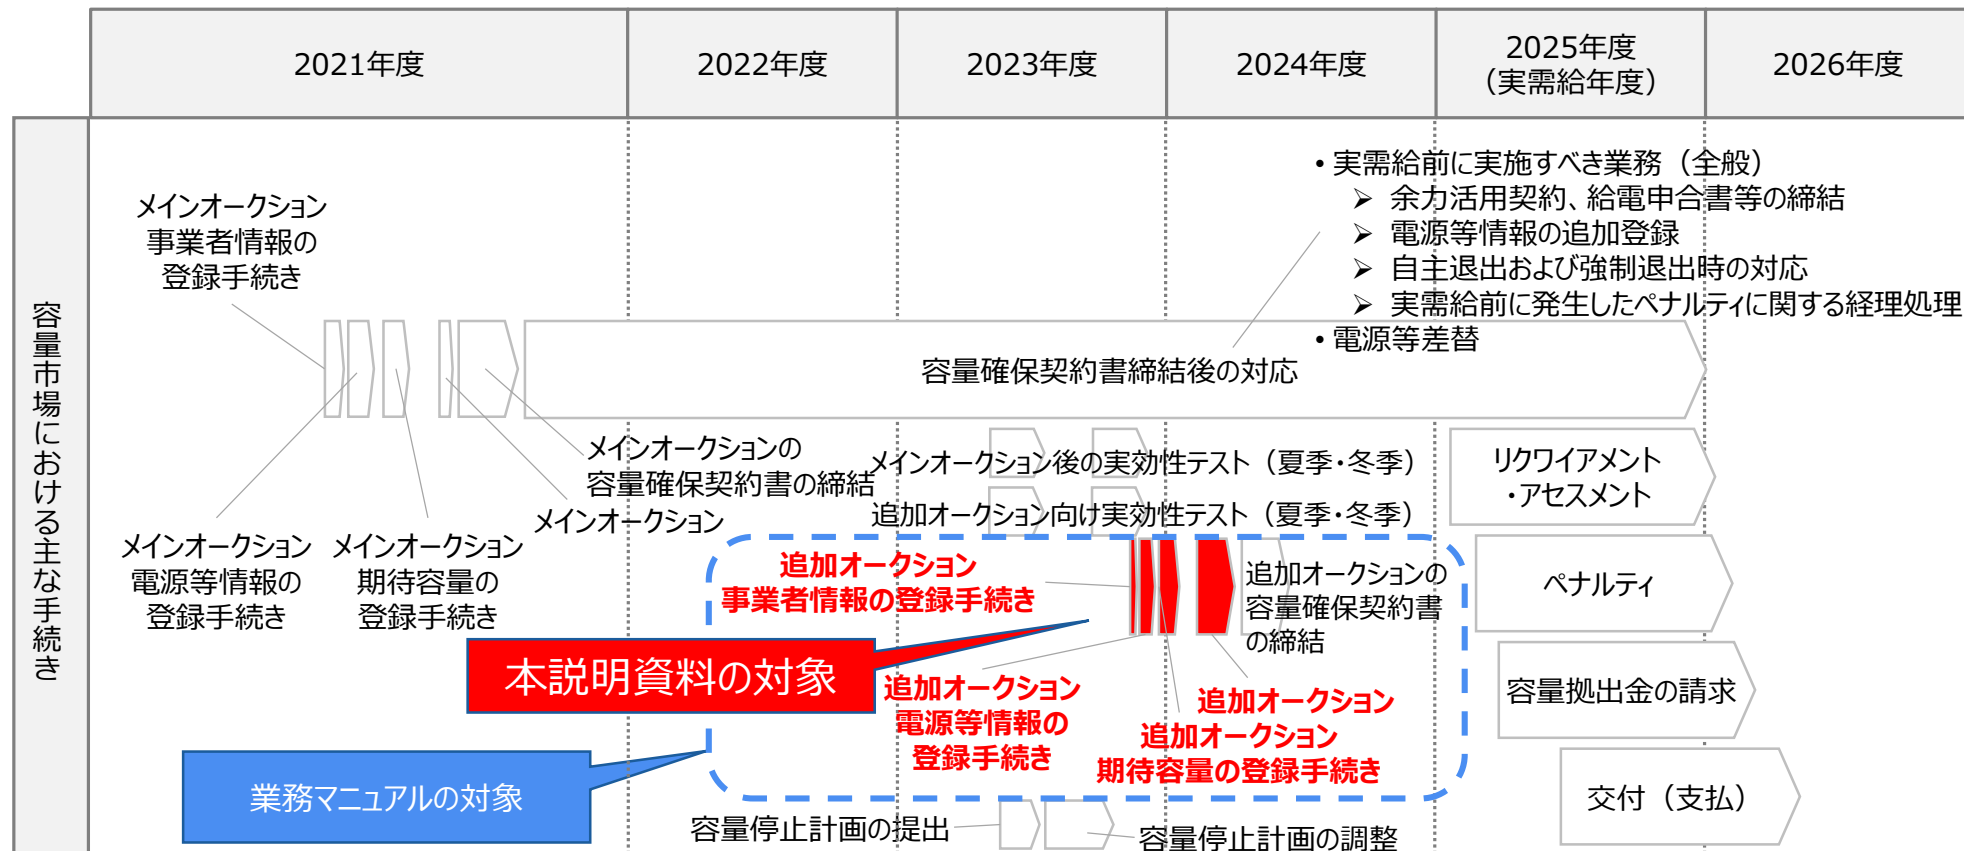 2021年度
2022年度
2023年度
2024年度
2025年度
（実需給年度）
2026年度
容量市場における主な手続き
• 実需給前に実施すべき業務（全般）
➢ 余力活用契約、給電申合書等の締結
➢ 電源等情報の追加登録
➢ 自主退出および強制退出時の対応
➢ 実需給前に発生したペナルティに関する経理処理
• 電源等差替
メインオークション
事業者情報の
登録手続き
容量確保契約書締結後の対応
メインオークションの
容量確保契約書の締結
メインオークション
メインオークション
電源等情報の
登録手続き
メインオークション
期待容量の
登録手続き
メインオークション後の実効性テスト（夏季・冬季）
追加オークション向け実効性テスト（夏季・冬季）
リクワイアメント
・アセスメント
追加オークション
事業者情報の登録手続き
追加オークションの
容量確保契約書
の締結
ペナルティ
本説明資料の対象
追加オークション
電源等情報の
登録手続き
追加オークション
追加オークション
期待容量の登録手続き
容量拠出金の請求
業務マニュアルの対象
交付（支払）
容量停止計画の提出
容量停止計画の調整